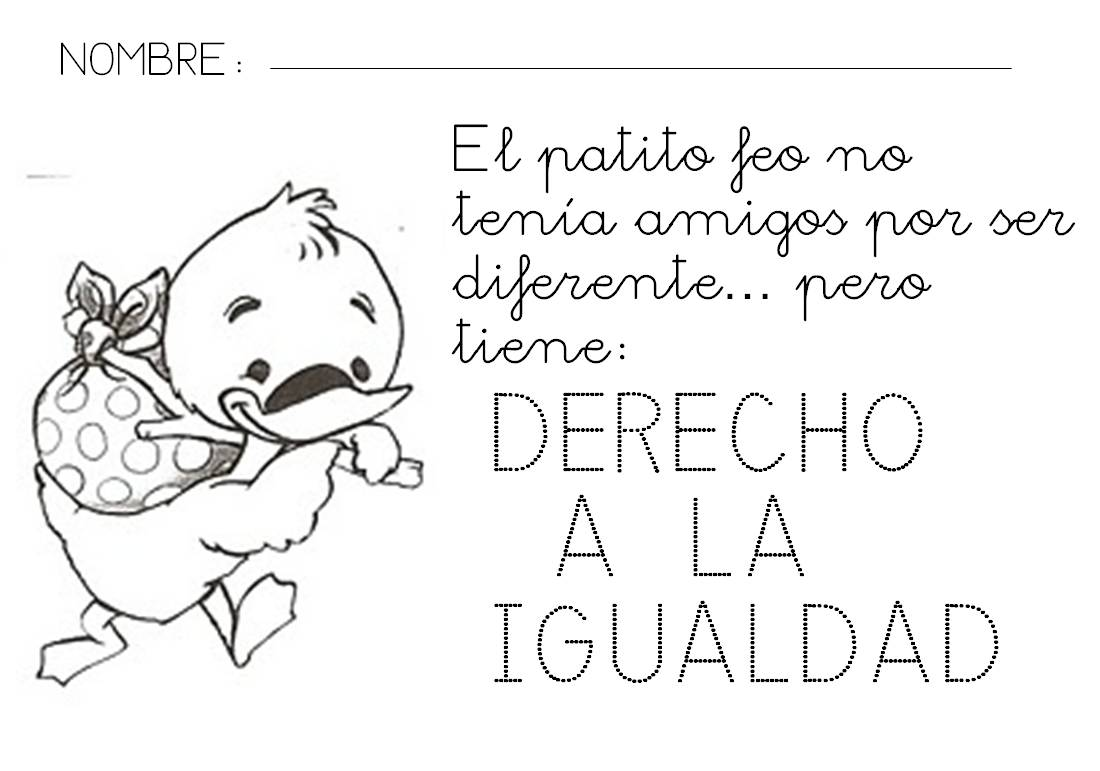 NOMBRE:
El patito feo no
tenía amigos por ser
diferente... pero
tiene:
DERECHO
A LA
IGUALDAD